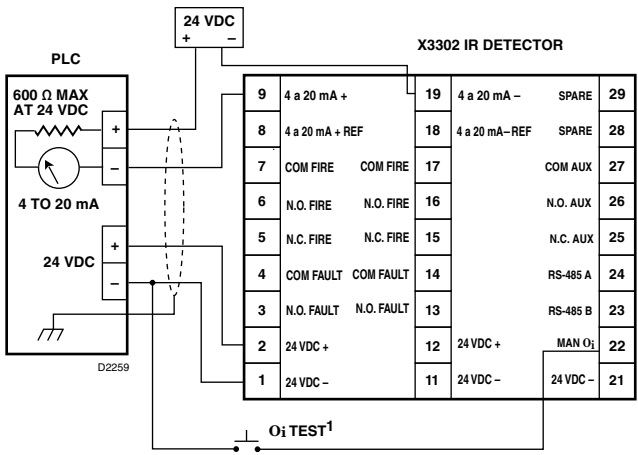 24 VDC
+ −
PLC
X3302 IR DETECTOR
600 Ω MAX
AT 24 VDC
+
−
4 TO 20 mA
24 VDC
+
−
D2259
9 4 a 20 mA + 19 4 a 20 mA – SPARE 29
8 4 a 20 mA + REF 18 4 a 20 mA – REF SPARE 28
7 COM FIRE COM FIRE 17 COM AUX 27
6 N.O. FIRE N.O. FIRE 16 N.O. AUX 26
5 N.C. FIRE N.C. FIRE 15 N.C. AUX 25
4 COM FAULT COM FAULT 14 RS-485 A 24
3 N.O. FAULT N.O. FAULT 13 RS-485 B 23
2 24 VDC + 12 24 VDC + MAN Oi 22
1 24 VDC – 11 24 VDC – 24 VDC – 21
Oi TEST1